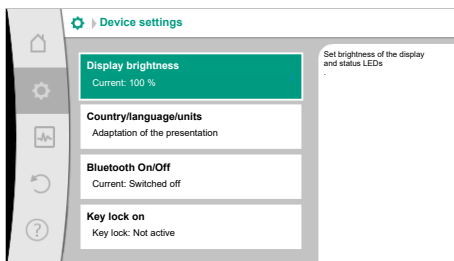 Device settings
Display brightness
Current: 100 %
Country/language/units
Adaptation of the presentation
Bluetooth On/Off
Current: Switched off
Key lock on
Key lock: Not active
Set brightness of the display
and status LEDs
.
?